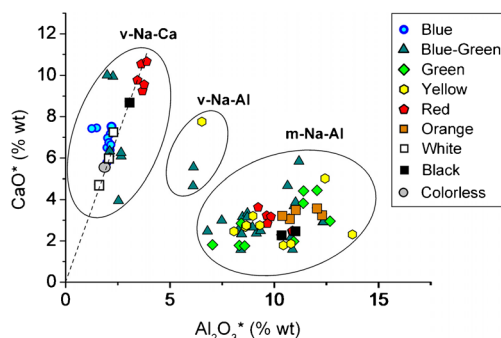 v-Na-Ca
v-Na-Al
m-Na-Al
CaO* (% wt)
12
10
8
6
4
2
0
0
5
10
15
Al₂O₃* (% wt)
Blue
Blue-Green
Green
Yellow
Red
Orange
White
Black
Colorless